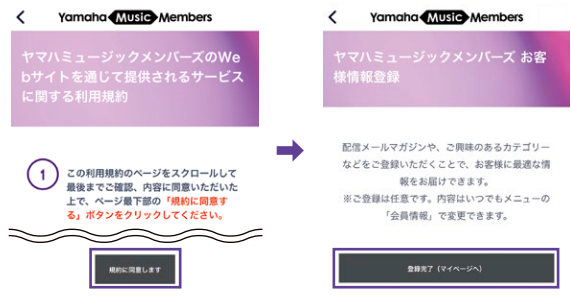 Yamaha Music Members
ヤマハミュージックメンバーズのWe
bサイトを通じて提供されるサービス
に関する利用規約
1
この利用規約のページをスクロールして
最後までご確認、内容に同意いただいた
上で、ページ最下部の「規約に同意す
る」ボタンをクリックしてください。
規約に同意します
Yamaha Music Members
ヤマハミュージックメンバーズ お客
様情報登録
配信メールマガジンや、ご興味のあるカテゴリー
などをご登録いただくことで、お客様に最適な情
報をお届けできます。
※ご登録は任意です。内容はいつでもメニューの
「会員情報」で変更できます。
登録完了（マイページへ）